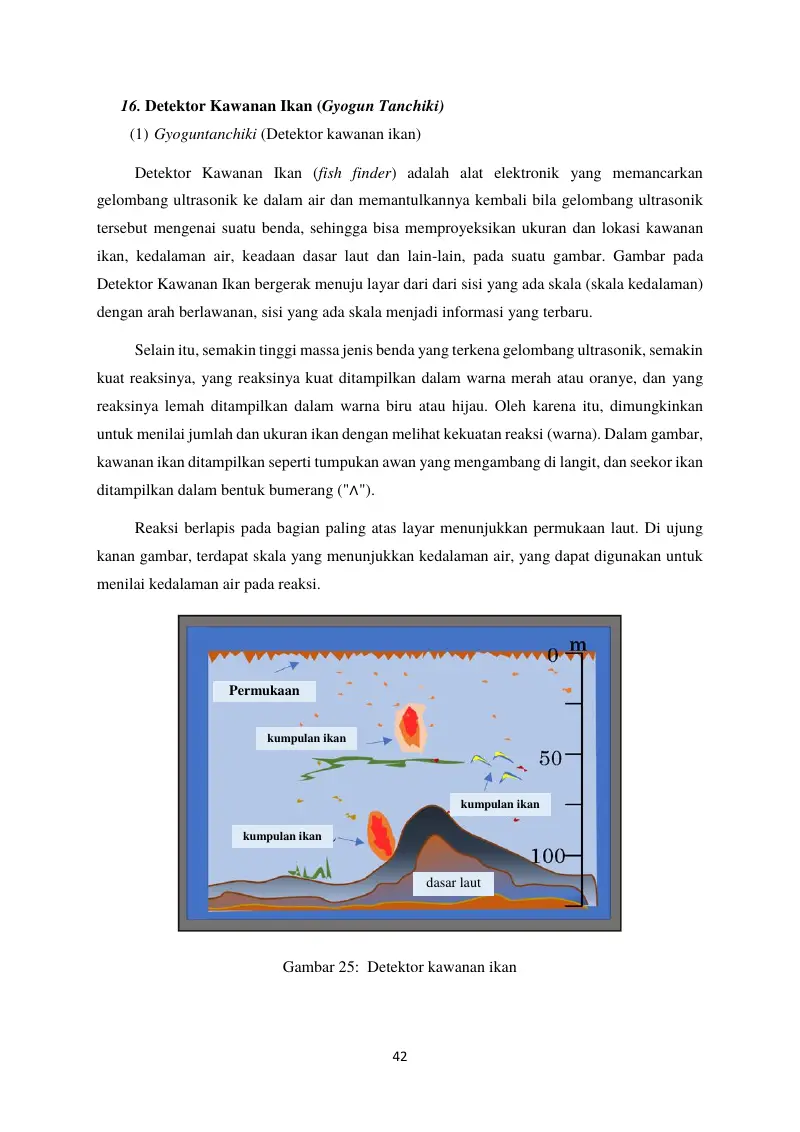 16. Detektor Kawanan Ikan (Gyogun Tanchiki)
(1) Gyoguntanchiki (Detektor kawanan ikan)
Detektor Kawanan Ikan (fish finder) adalah alat elektronik yang memancarkan
gelombang ultrasonik ke dalam air dan memantulkannya kembali bila gelombang ultrasonik
tersebut mengenai suatu benda, sehingga bisa memproyeksikan ukuran dan lokasi kawanan
ikan, kedalaman air, keadaan dasar laut dan lain-lain, pada suatu gambar. Gambar pada
Detektor Kawanan Ikan bergerak menuju layar dari dari sisi yang ada skala (skala kedalaman)
dengan arah berlawanan, sisi yang ada skala menjadi informasi yang terbaru.
Selain itu, semakin tinggi massa jenis benda yang terkena gelombang ultrasonik, semakin
kuat reaksinya, yang reaksinya kuat ditampilkan dalam warna merah atau oranye, dan yang
reaksinya lemah ditampilkan dalam warna biru atau hijau. Oleh karena itu, dimungkinkan
untuk menilai jumlah dan ukuran ikan dengan melihat kekuatan reaksi (warna). Dalam gambar,
kawanan ikan ditampilkan seperti tumpukan awan yang mengambang di langit, dan seekor ikan
ditampilkan dalam bentuk bumerang ("∧").
Reaksi berlapis pada bagian paling atas layar menunjukkan permukaan laut. Di ujung
kanan gambar, terdapat skala yang menunjukkan kedalaman air, yang dapat digunakan untuk
menilai kedalaman air pada reaksi.
m
0
Permukaan
kumpulan ikan
50
kumpulan ikan
kumpulan ikan
100
dasar laut
Gambar 25: Detektor kawanan ikan
42